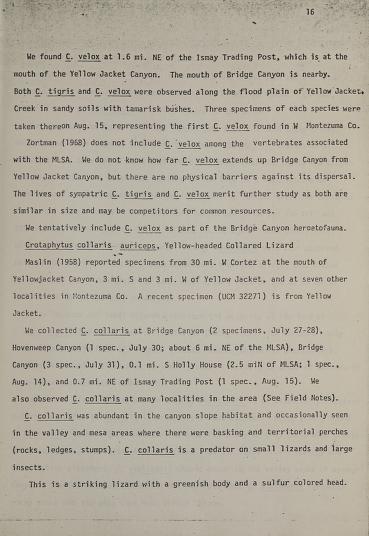 16
We found C. velox at 1.6 mi. NE of the Ismay Trading Post, which is at the
mouth of the Yellow Jacket Canyon. The mouth of Bridge Canyon is nearby.
Both C. tigris and C. velox were observed along the flood plain of Yellow Jacket
Creek in sandy soils with tamarisk bushes. Three specimens of each species were
taken thereon Aug. 15, representing the first C. velox found in W Montezuma Co.
Zortman (1968) does not include C. velox among the vertebrates associated
with the MLSA. We do not know how far C. velox extends up Bridge Canyon from
Yellow Jacket Canyon, but there are no physical barriers against its dispersal.
The lives of sympatric C. tigris and C. velox merit further study as both are
similar in size and may be competitors for common resources.
We tentatively include C. velox as part of the Bridge Canyon heroetofauna.
Crotaphytus collaris auriceps, Yellow-headed Collared Lizard
Maslin (1958) reported specimens from 30 mi. W Cortez at the mouth of
Yellowjacket Canyon, 3 mi. S and 3 mi. W of Yellow Jacket, and at seven other
localities in Montezuma Co. A recent specimen (UCM 32271) is from Yellow
Jacket.
We collected C. collaris at Bridge Canyon (2 specimens, July 27-28),
Hovenweep Canyon (1 spec., July 30; about 6 mi. NE of the MLSA), Bridge
Canyon (3 spec., July 31), 0.1 mi. S Holly House (2.5 miN of MLSA; 1 spec.,
Aug. 14), and 0.7 mi. NE of Ismay Trading Post (1 spec., Aug. 15). We
also observed C. collaris at many localities in the area (See Field Notes).
C. collaris was abundant in the canyon slope habitat and occasionally seen
in the valley and mesa areas where there were basking and territorial perches
(rocks, ledges, stumps). C. collaris is a predator on small lizards and large
insects.
This is a striking lizard with a greenish body and a sulfur colored head.